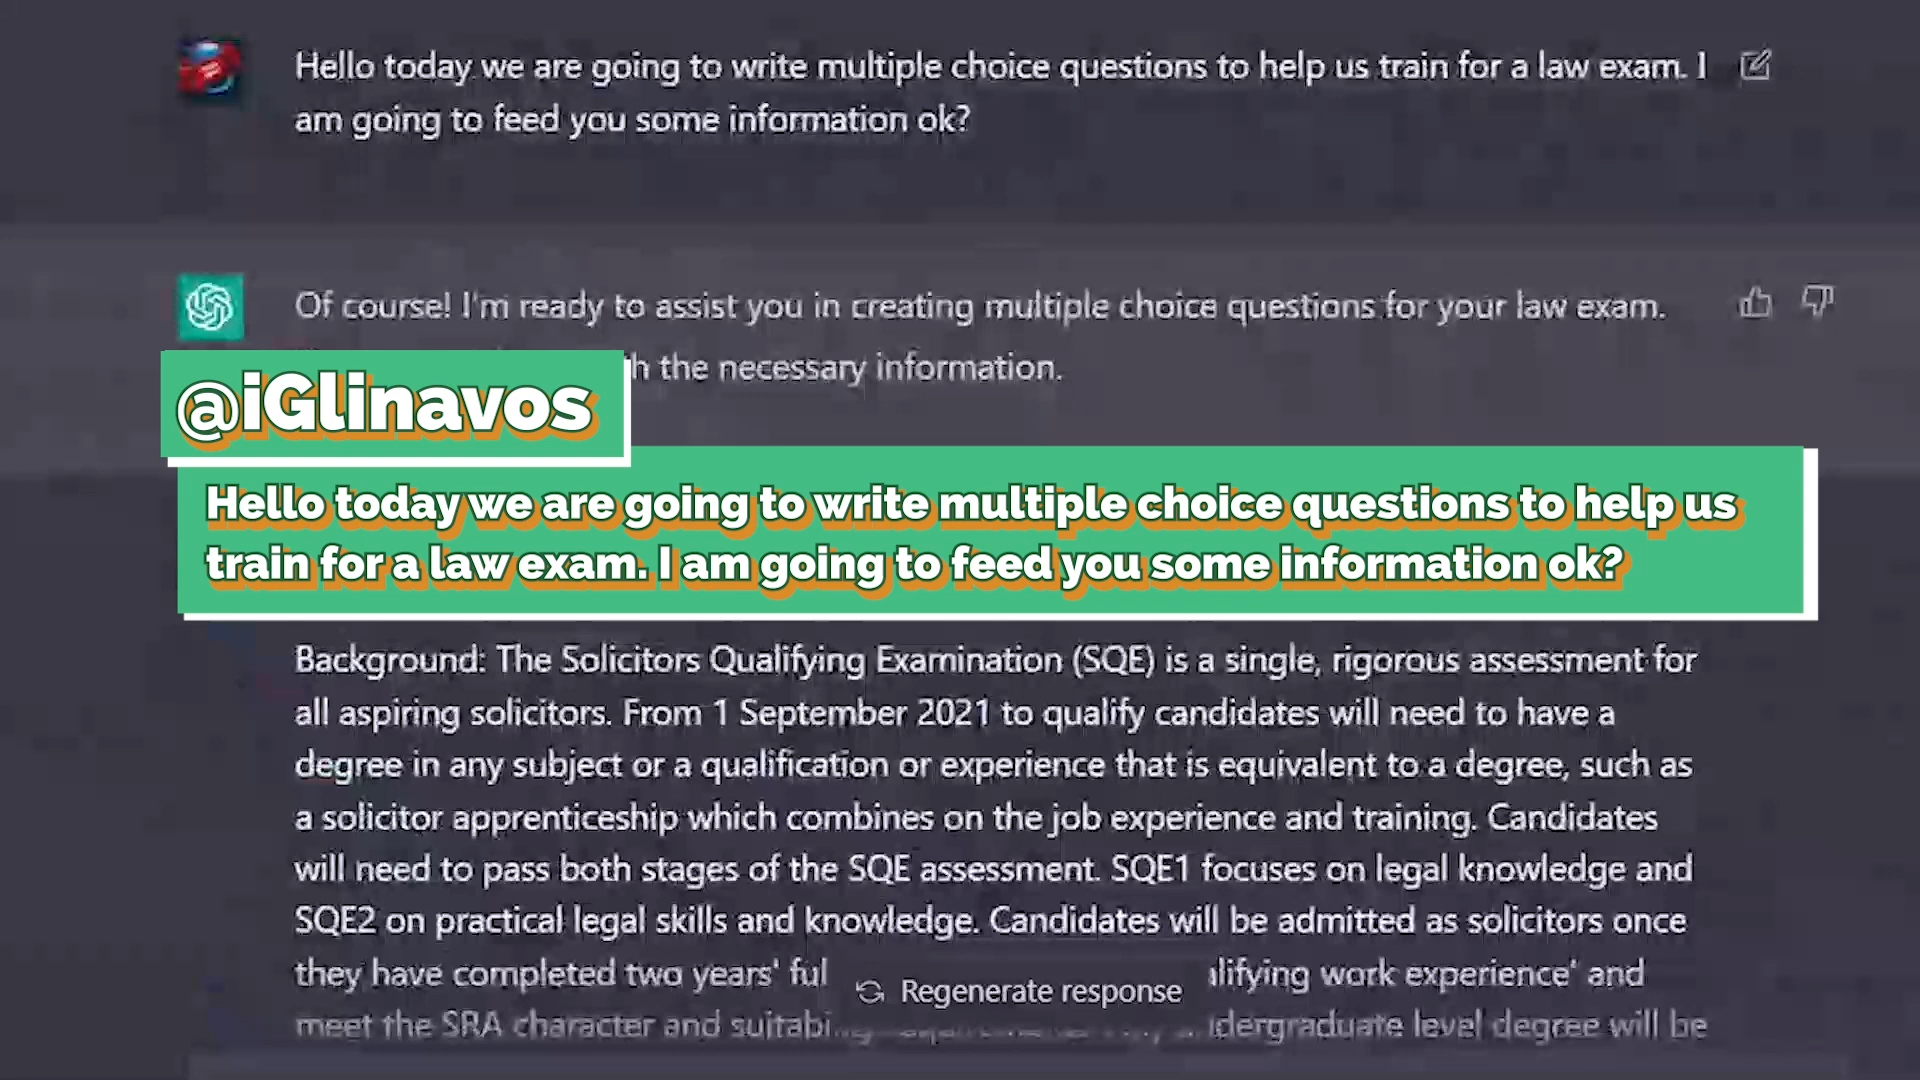 Hello today we are going to write multiple choice questions to help us train for a law exam. I
am going to feed you some information ok?
Of course! I'm ready to assist you in creating multiple choice questions for your law exam.
the necessary information.
@iGlinavos
Hello today we are going to write multiple choice questions to help us
train for a law exam. I am going to feed you some information ok?
Background: The Solicitors Qualifying Examination (SQE) is a single, rigorous assessment for
all aspiring solicitors. From 1 September 2021 to qualify candidates will need to have a
degree in any subject or a qualification or experience that is equivalent to a degree, such as
a solicitor apprenticeship which combines on the job experience and training. Candidates
will need to pass both stages of the SQE assessment. SQE1 focuses on legal knowledge and
SQE2 on practical legal skills and knowledge. Candidates will be admitted as solicitors once
they have completed two years' work experience' and
Regenerate response
meet the SRA character and level degree will be